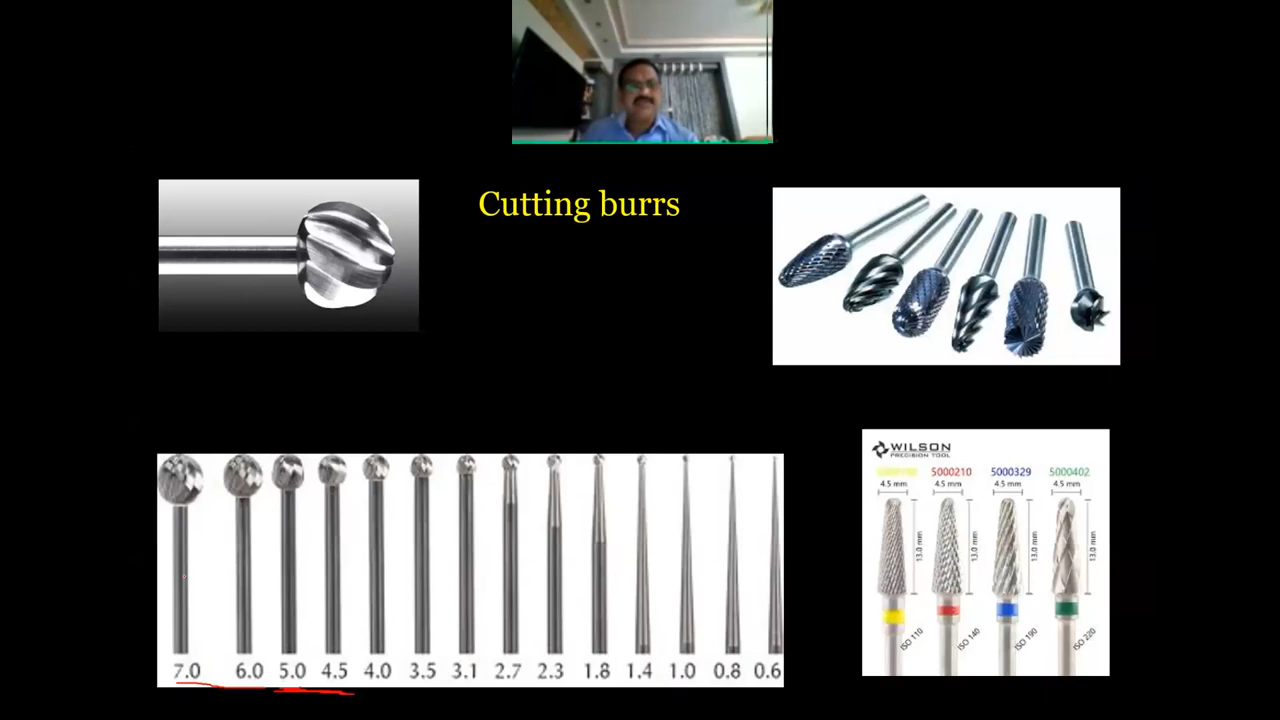 Cutting burrs
WILSON
PRECISION TOOL
5000210 5000329 5000402
4.5 mm 4.5 mm 4.5 mm 4.5 mm
13.0 mm 13.0 mm 13.0 mm 13.0 mm
ISO 110 ISO 140 ISO 190 ISO 220
7.0 6.0 5.0 4.5 4.0 3.5 3.1 2.7 2.3 1.8 1.4 1.0 0.8 0.6